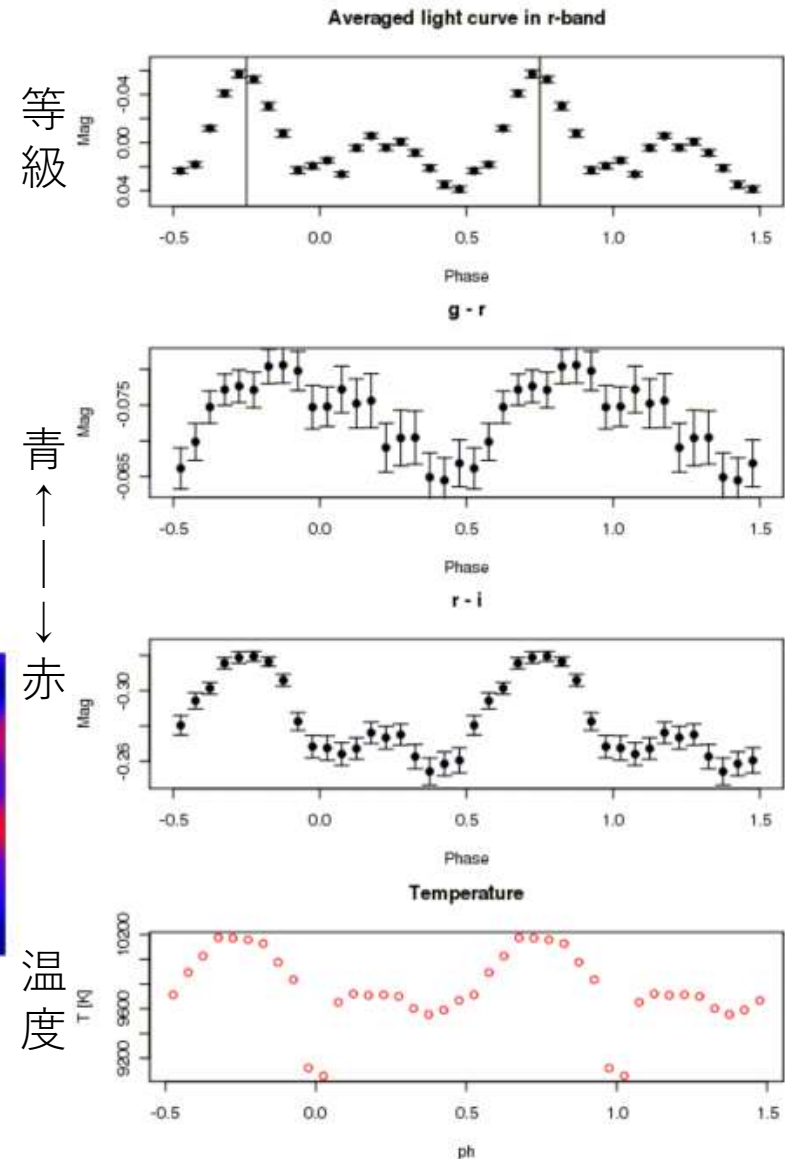 Averaged light curve in r-band
等級
Mag
-0.04
0.00
0.04
-0.5
0.0
0.5
1.0
1.5
Phase
g - r
青
↑
|
↓
赤
Mag
-0.075
-0.065
-0.5
0.0
0.5
1.0
1.5
Phase
r - i
Mag
-0.30
-0.26
-0.5
0.0
0.5
1.0
1.5
Phase
Temperature
温度
T [K]
10200
9600
9200
-0.5
0.0
0.5
1.0
1.5
ph